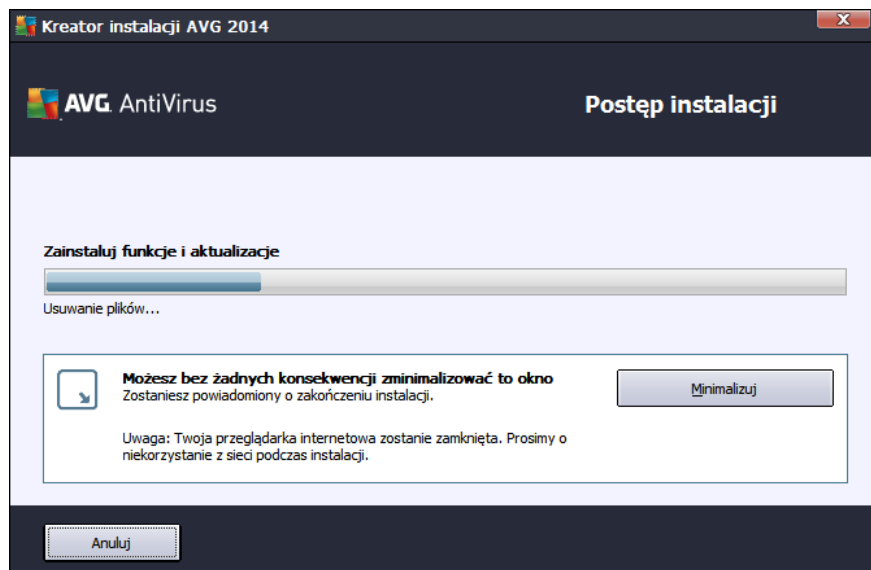 Kreator instalacji AVG 2014
X
AVG. AntiVirus
Postęp instalacji
Zainstaluj funkcje i aktualizacje
Usuwanie plików...
Możesz bez żadnych konsekwencji zminimalizować to okno
Zostaniesz powiadomiony o zakończeniu instalacji.
Minimalizuj
Uwaga: Twoja przeglądarka internetowa zostanie zamknięta. Prosimy o
niekorzystanie z sieci podczas instalacji.
Anuluj